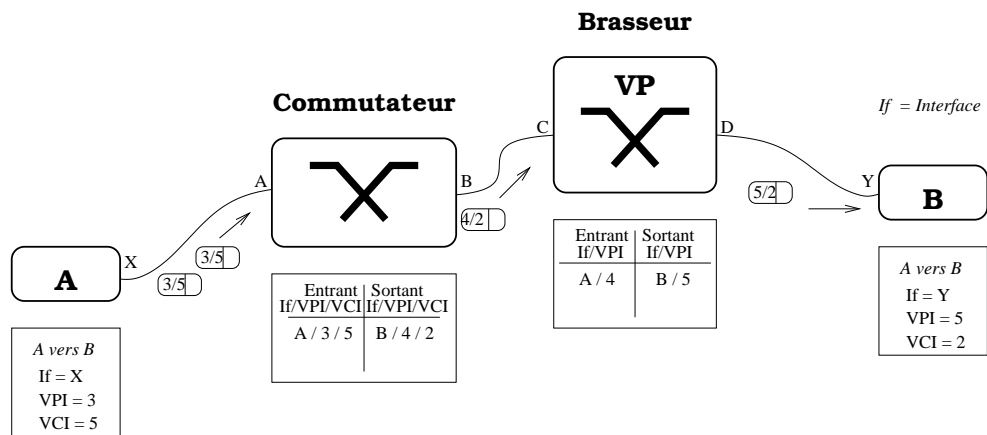 Brasseur
VP
Commutateur
If = Interface
C
D
A
B
Y
5/2
B
4/2
A
X
3/5
3/5
Entrant Sortant
If/VPI If/VPI
A / 4 B / 5
A vers B
If = Y
VPI = 5
VCI = 2
Entrant Sortant
If/VPI/VCI If/VPI/VCI
A / 3 / 5 B / 4 / 2
A vers B
If = X
VPI = 3
VCI = 5